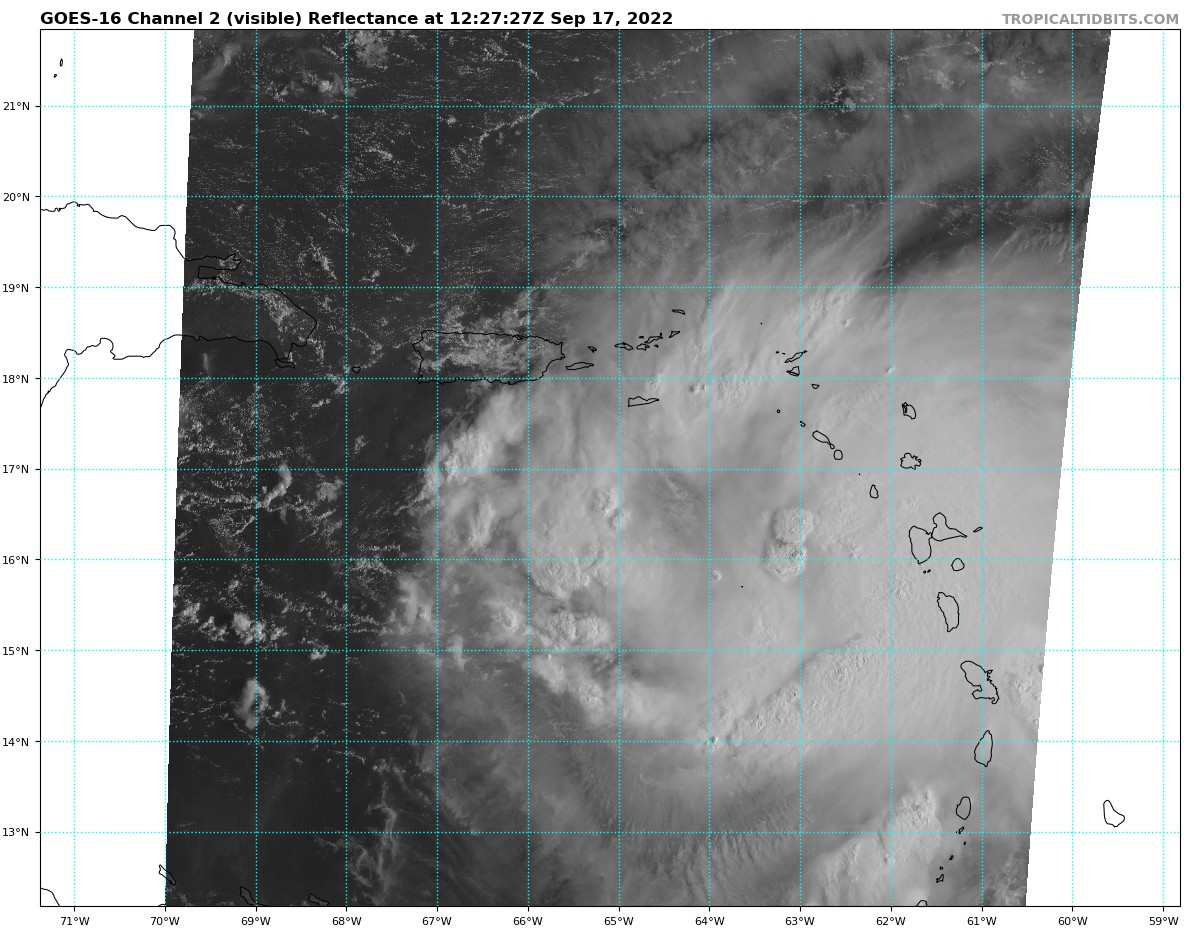 GOES-16 Channel 2 (visible) Reflectance at 12:27:27Z Sep 17, 2022
TROPICALTIDBITS.COM
21°N
20°N
19°N
18°N
17°N
16°N
15°N
14°N
13°N
71°W 70°W 69°W 68°W 67°W 66°W 65°W 64°W 63°W 62°W 61°W 60°W 59°W